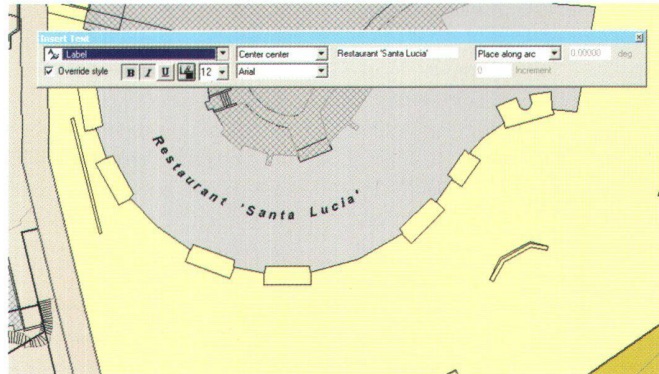 Insert Text
Label
Center center
Restaurant 'Santa Lucia'
Place along arc
0.00000
deg
Override style
B I U
12
Arial
0
Increment
Restaurant 'Santa Lucia'